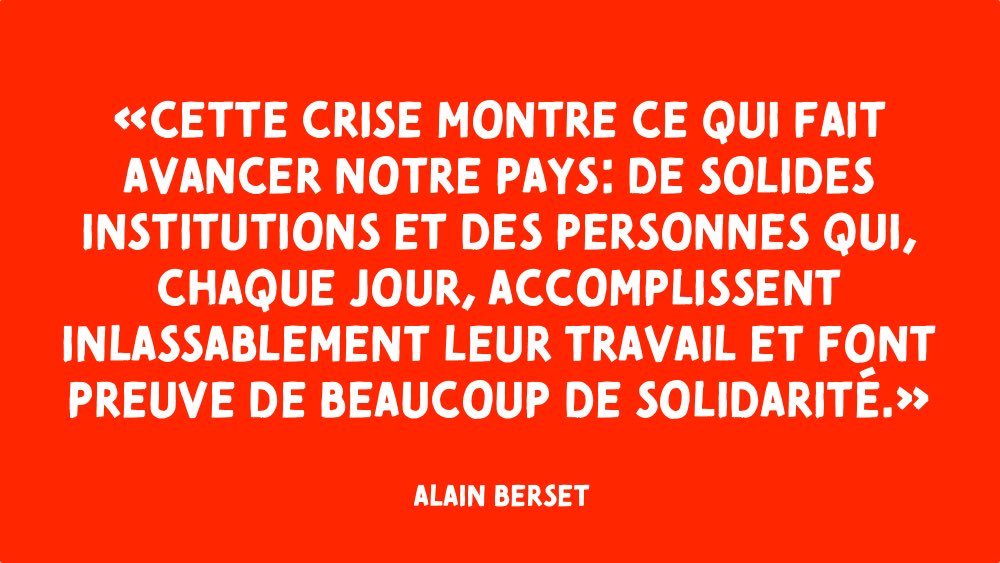 «CETTE CRISE MONTRE CE QUI FAIT
AVANCER NOTRE PAYS: DE SOLIDES
INSTITUTIONS ET DES PERSONNES QUI,
CHAQUE JOUR, ACCOMPLISSENT
INLASSABLEMENT LEUR TRAVAIL ET FONT
PREUVE DE BEAUCOUP DE SOLIDARITÉ.»
ALAIN BERSET